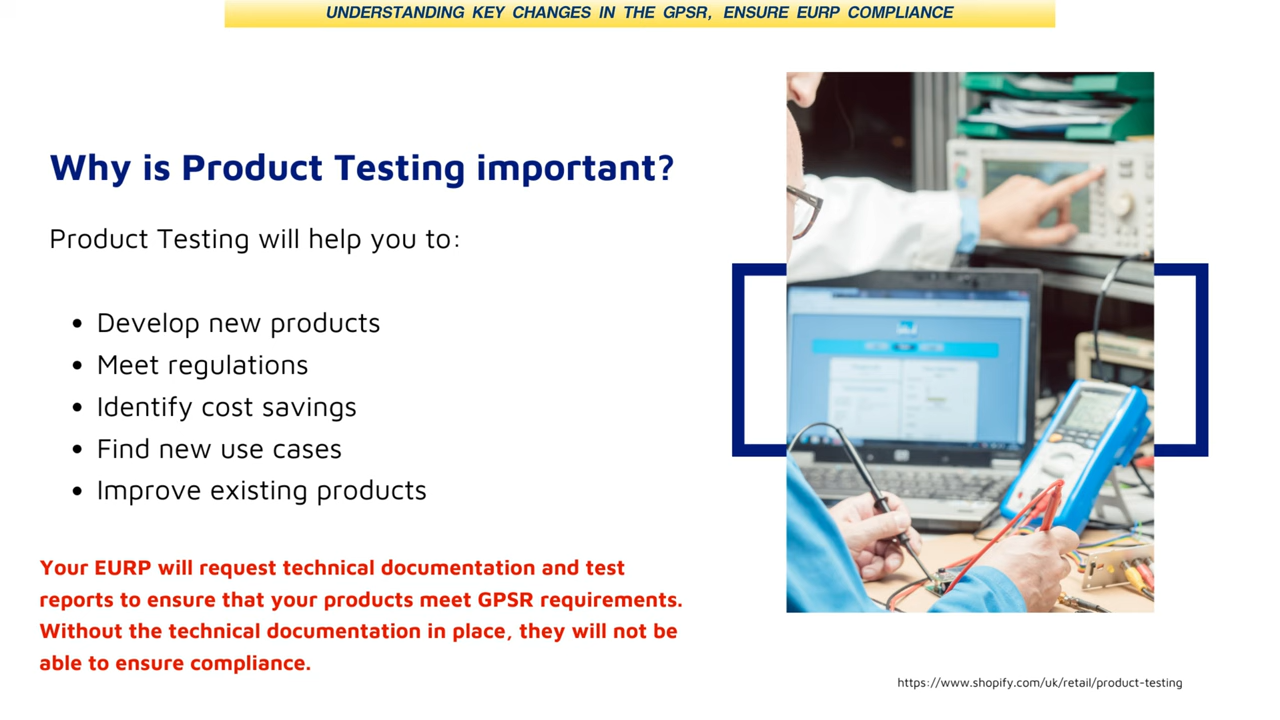 UNDERSTANDING KEY CHANGES IN THE GPSR, ENSURE EURP COMPLIANCE
Why is Product Testing important?
Product Testing will help you to:
• Develop new products
• Meet regulations
• Identify cost savings
• Find new use cases
• Improve existing products
Your EURP will request technical documentation and test
reports to ensure that your products meet GPSR requirements.
Without the technical documentation in place, they will not be
able to ensure compliance.
https://www.shopify.com/uk/retail/product-testing